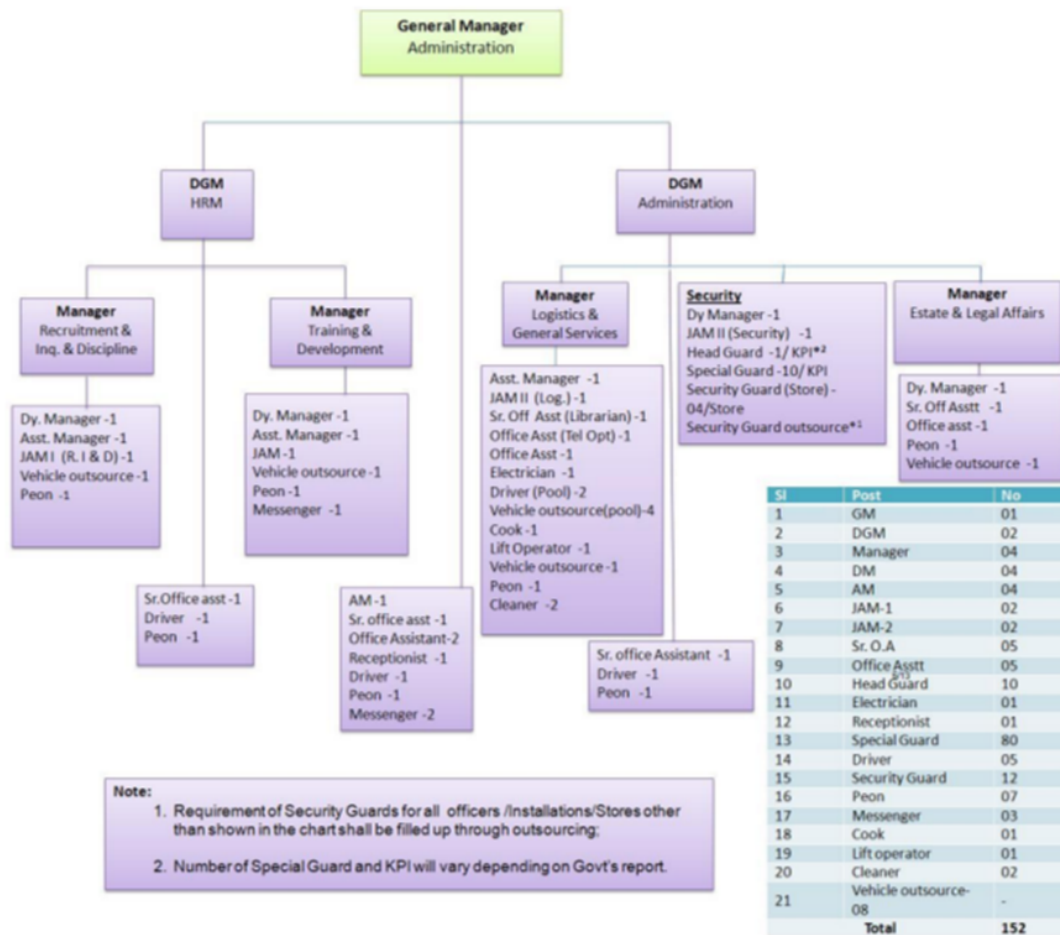 General Manager
Administration
DGM
HRM
DGM
Administration
Manager
Recruitment &
Inq. & Discipline
Manager
Training &
Development
Manager
Logistics &
General Services
Security
Dy Manager -1
JAM II (Security) -1
Head Guard -1/ KPI*2
Special Guard -10/ KPI
Security Guard (Store) -
04/Store
Security Guard outsource*1
Manager
Estate & Legal Affairs
Dy. Manager -1
Asst. Manager -1
JAM I (R. I & D) -1
Vehicle outsource -1
Peon -1
Dy. Manager -1
Asst. Manager -1
JAM -1
Vehicle outsource -1
Peon -1
Messenger -1
Asst. Manager -1
JAM II (Log.) -1
Sr. Off Asst (Librarian) -1
Office Asst (Tel Opt) -1
Office Asst -1
Electrician -1
Driver (Pool) -2
Vehicle outsource(pool)-4
Cook -1
Lift Operator -1
Vehicle outsource -1
Peon -1
Cleaner -2
Dy. Manager -1
Sr. Off Asstt -1
Office asst -1
Peon -1
Vehicle outsource -1
Sr.Office asst -1
Driver -1
Peon -1
AM -1
Sr. office asst -1
Office Assistant-2
Receptionist -1
Driver -1
Peon -1
Messenger -2
Sr. office Assistant -1
Driver -1
Peon -1
Sl Post No
1 GM 01
2 DGM 02
3 Manager 04
4 DM 04
5 AM 04
6 JAM-1 02
7 JAM-2 02
8 Sr. O.A 05
9 Office Asstt 05
10 Head Guard 10
11 Electrician 01
12 Receptionist 01
13 Special Guard 80
14 Driver 05
15 Security Guard 12
16 Peon 07
17 Messenger 03
18 Cook 01
19 Lift operator 01
20 Cleaner 02
21 Vehicle outsource- -
08
Total 152
Note:
1. Requirement of Security Guards for all officers /Installations/Stores other
than shown in the chart shall be filled up through outsourcing;
2. Number of Special Guard and KPI will vary depending on Govt's report.